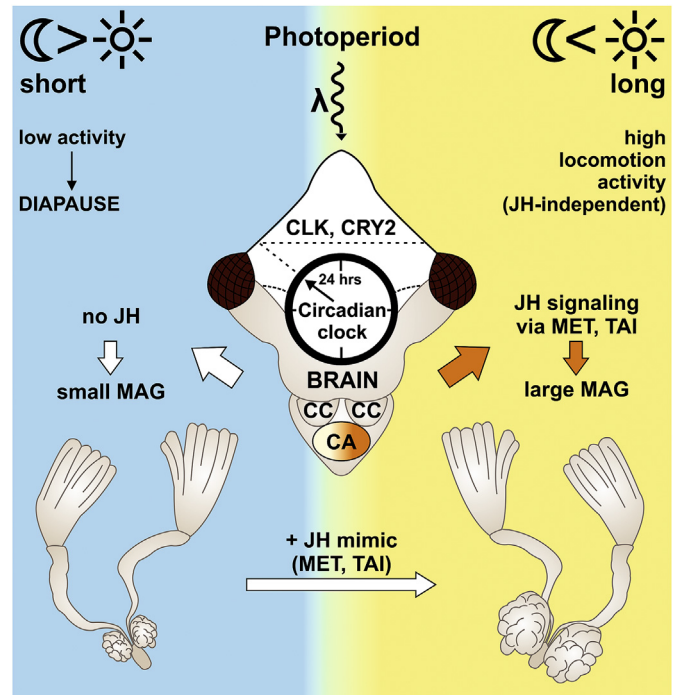 Photoperiod
>
short
<
long
λ
low activity
DIAPAUSE
high
locomotion
activity
(JH-independent)
CLK, CRY2
24 hrs
Circadian
clock
BRAIN
CC CC
CA
no JH
small MAG
JH signaling
via MET, TAI
large MAG
+ JH mimic
(MET, TAI)